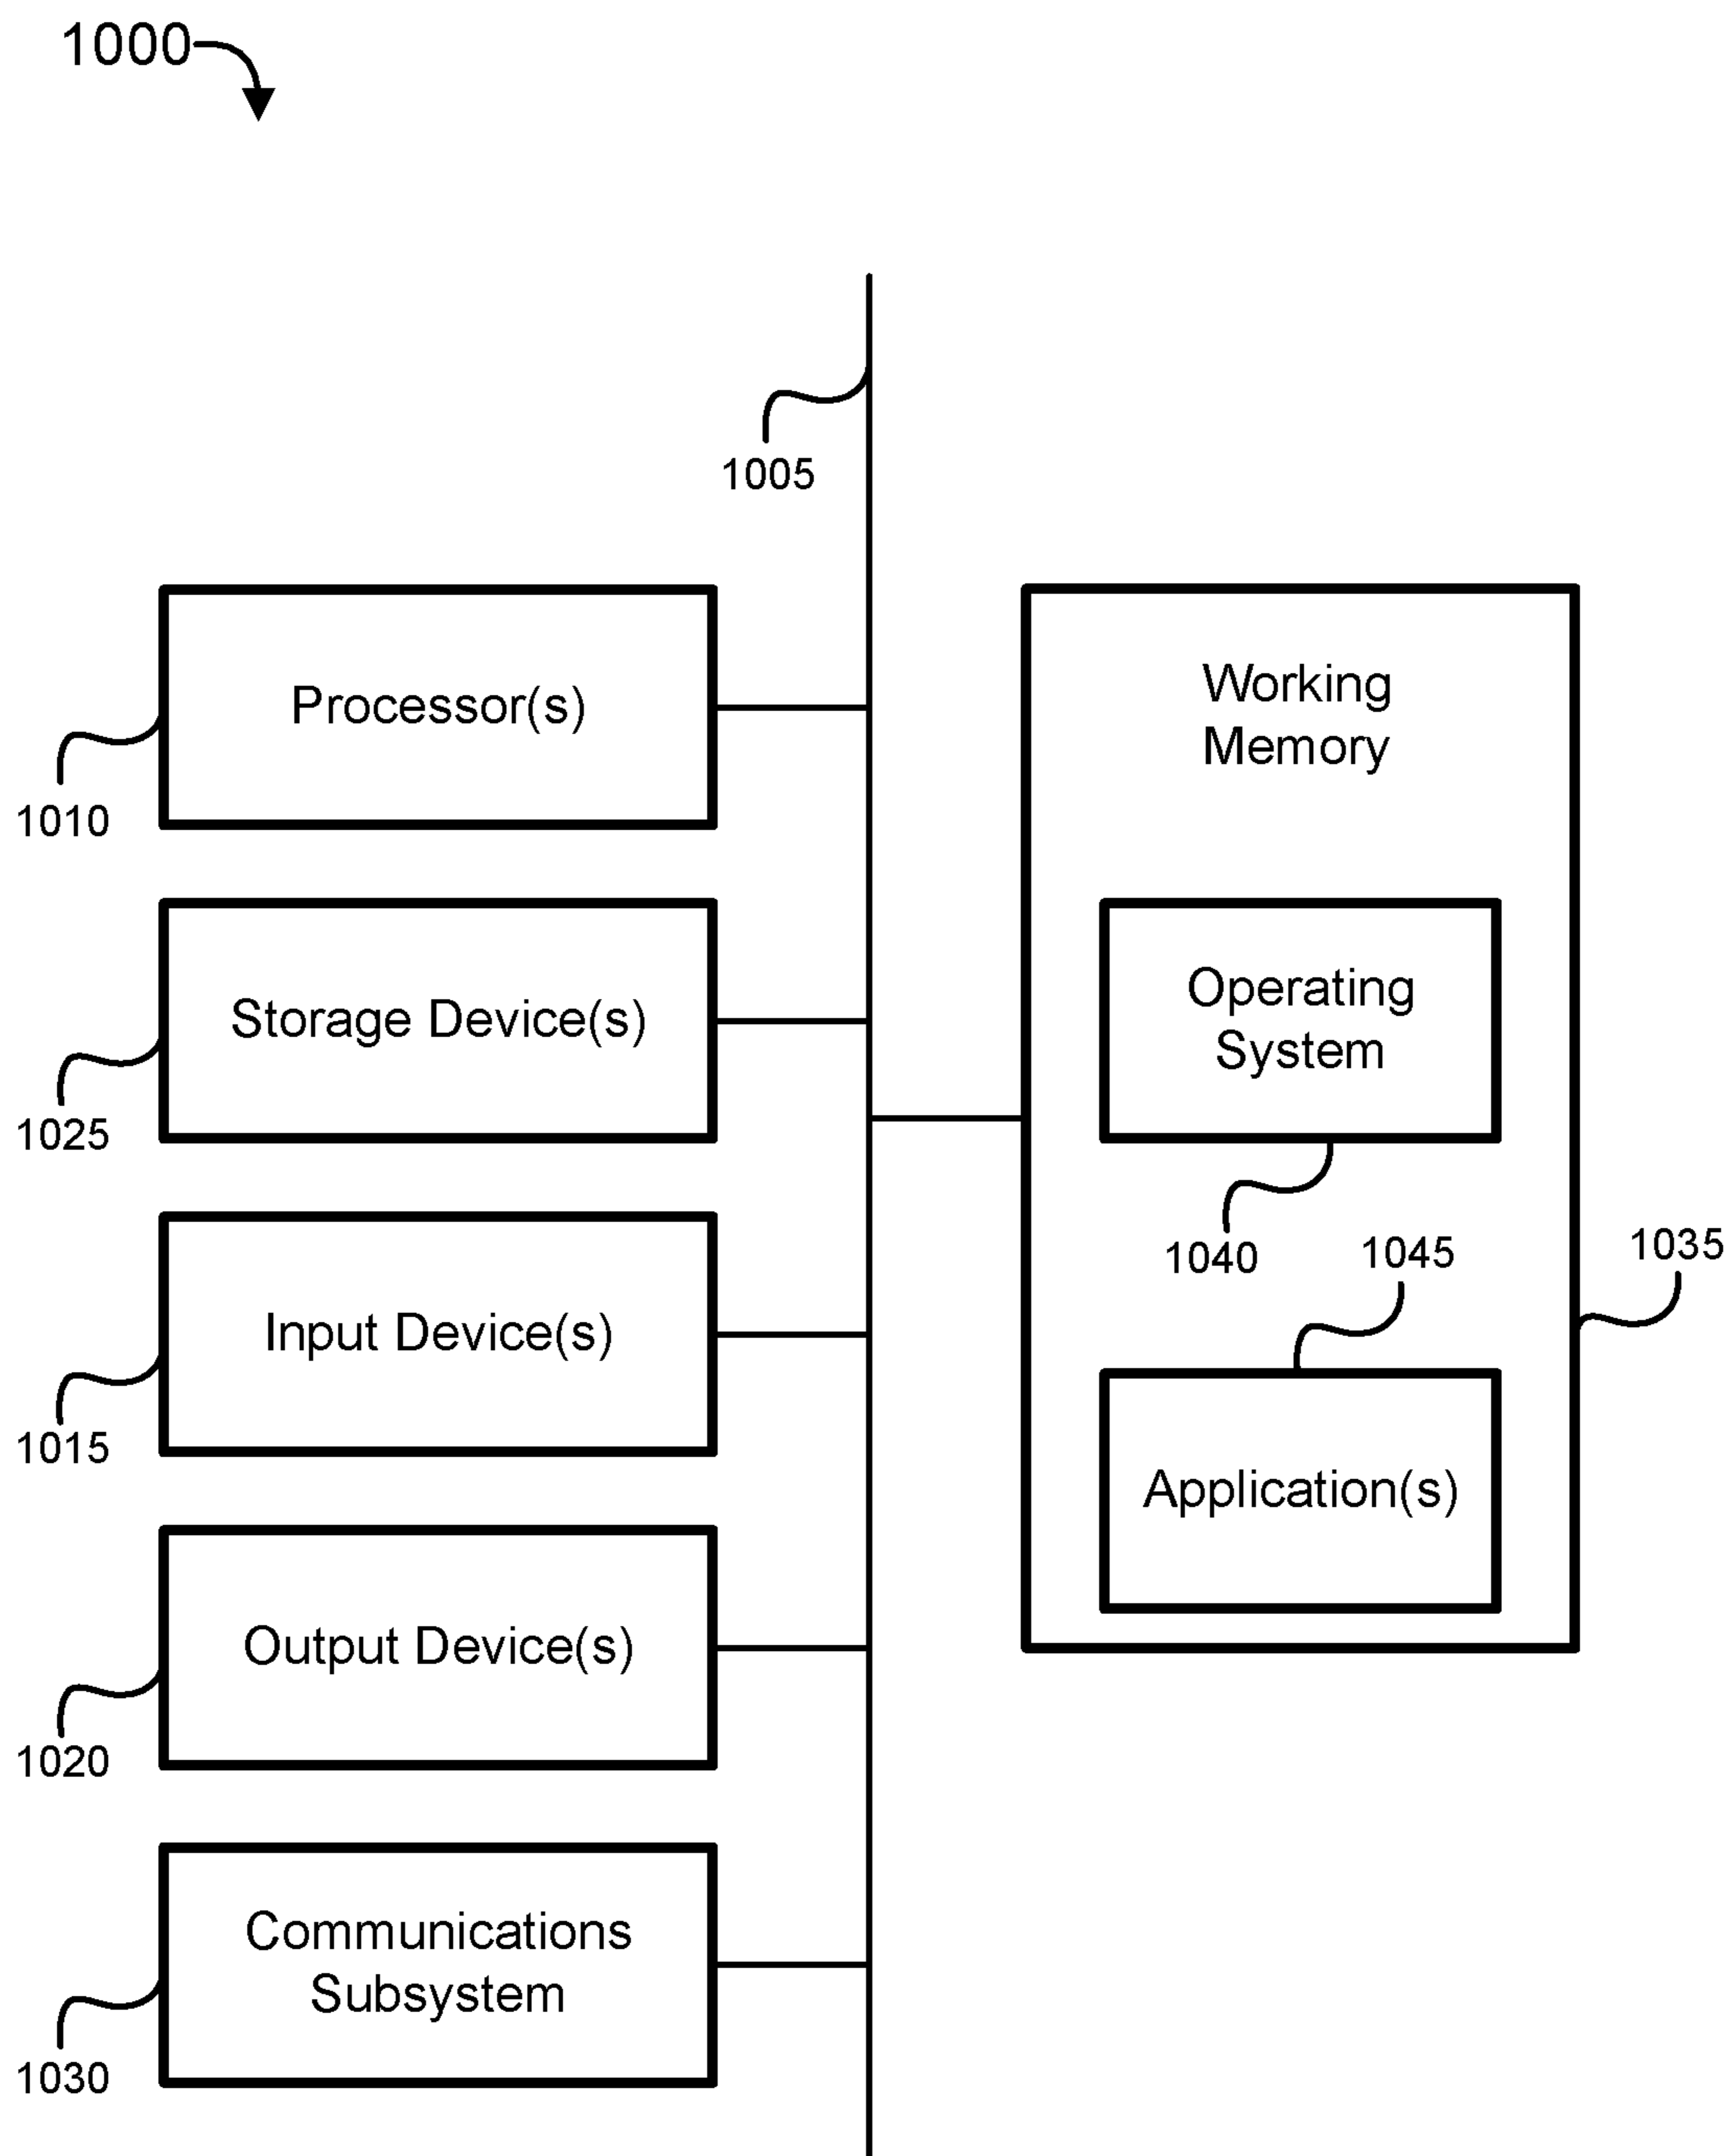 1000
1005
Processor(s)
1010
Storage Device(s)
1025
Input Device(s)
1015
Output Device(s)
1020
Communications
Subsystem
1030
Working
Memory
Operating
System
1040
1045
1035
Application(s)